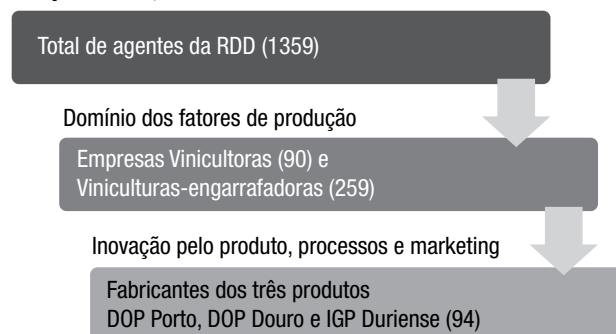 Total de agentes da RDD (1359)
Domínio dos fatores de produção
Empresas Vinicultoras (90) e
Viniculturas-engarrafadoras (259)
Inovação pelo produto, processos e marketing
Fabricantes dos três produtos
DOP Porto, DOP Douro e IGP Duriense (94)